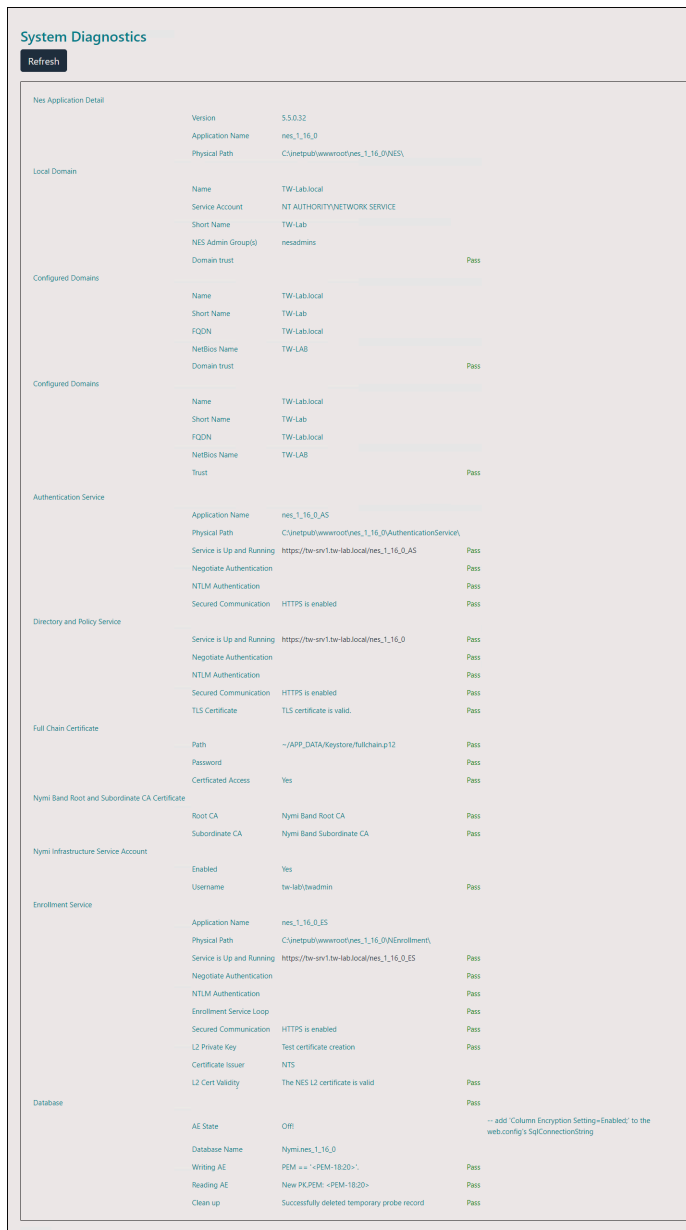 System Diagnostics
Refresh
Nes Application Detail
Version 5.5.0.32
Application Name nes_1_16_0
Physical Path C:\inetpub\wwwroot\nes_1_16_0\NES\
Local Domain
Name TW-Lab.local
Service Account NT AUTHORITY\NETWORK SERVICE
Short Name TW-Lab
NES Admin Group(s) nesadmins
Domain trust Pass
Configured Domains
Name TW-Lab.local
Short Name TW-Lab
FQDN TW-Lab.local
NetBios Name TW-LAB
Domain trust Pass
Configured Domains
Name TW-Lab.local
Short Name TW-Lab
FQDN TW-Lab.local
NetBios Name TW-LAB
Trust Pass
Authentication Service
Application Name nes_1_16_0_AS
Physical Path C:\inetpub\wwwroot\nes_1_16_0\AuthenticationService\
Service is Up and Running https://tw-srv1.tw-lab.local/nes_1_16_0_AS Pass
Negotiate Authentication Pass
NTLM Authentication Pass
Secured Communication HTTPS is enabled Pass
Directory and Policy Service
Service is Up and Running https://tw-srv1.tw-lab.local/nes_1_16_0 Pass
Negotiate Authentication Pass
NTLM Authentication Pass
Secured Communication HTTPS is enabled Pass
TLS Certificate TLS certificate is valid. Pass
Full Chain Certificate
Path ~/APP_DATA/Keystore/fullchain.p12 Pass
Password Pass
Certficated Access Yes Pass
Nymi Band Root and Subordinate CA Certificate
Root CA Nymi Band Root CA Pass
Subordinate CA Nymi Band Subordinate CA Pass
Nymi Infrastructure Service Account
Enabled Yes
Username tw-lab\twadmin Pass
Enrollment Service
Application Name nes_1_16_0_ES
Physical Path C:\inetpub\wwwroot\nes_1_16_0\NEnrollment\
Service is Up and Running https://tw-srv1.tw-lab.local/nes_1_16_0_ES Pass
Negotiate Authentication Pass
NTLM Authentication Pass
Enrollment Service Loop Pass
Secured Communication HTTPS is enabled Pass
L2 Private Key Test certificate creation Pass
Certificate Issuer NTS
L2 Cert Validity The NES L2 certificate is valid Pass
Database Pass
AE State Off! -- add 'Column Encryption Setting=Enabled;' to the
web.config's SqlConnectionString
Database Name Nymi.nes_1_16_0
Writing AE PEM == '<PEM-18:20>'. Pass
Reading AE New PK.PEM: <PEM-18:20> Pass
Clean up Successfully deleted temporary probe record Pass